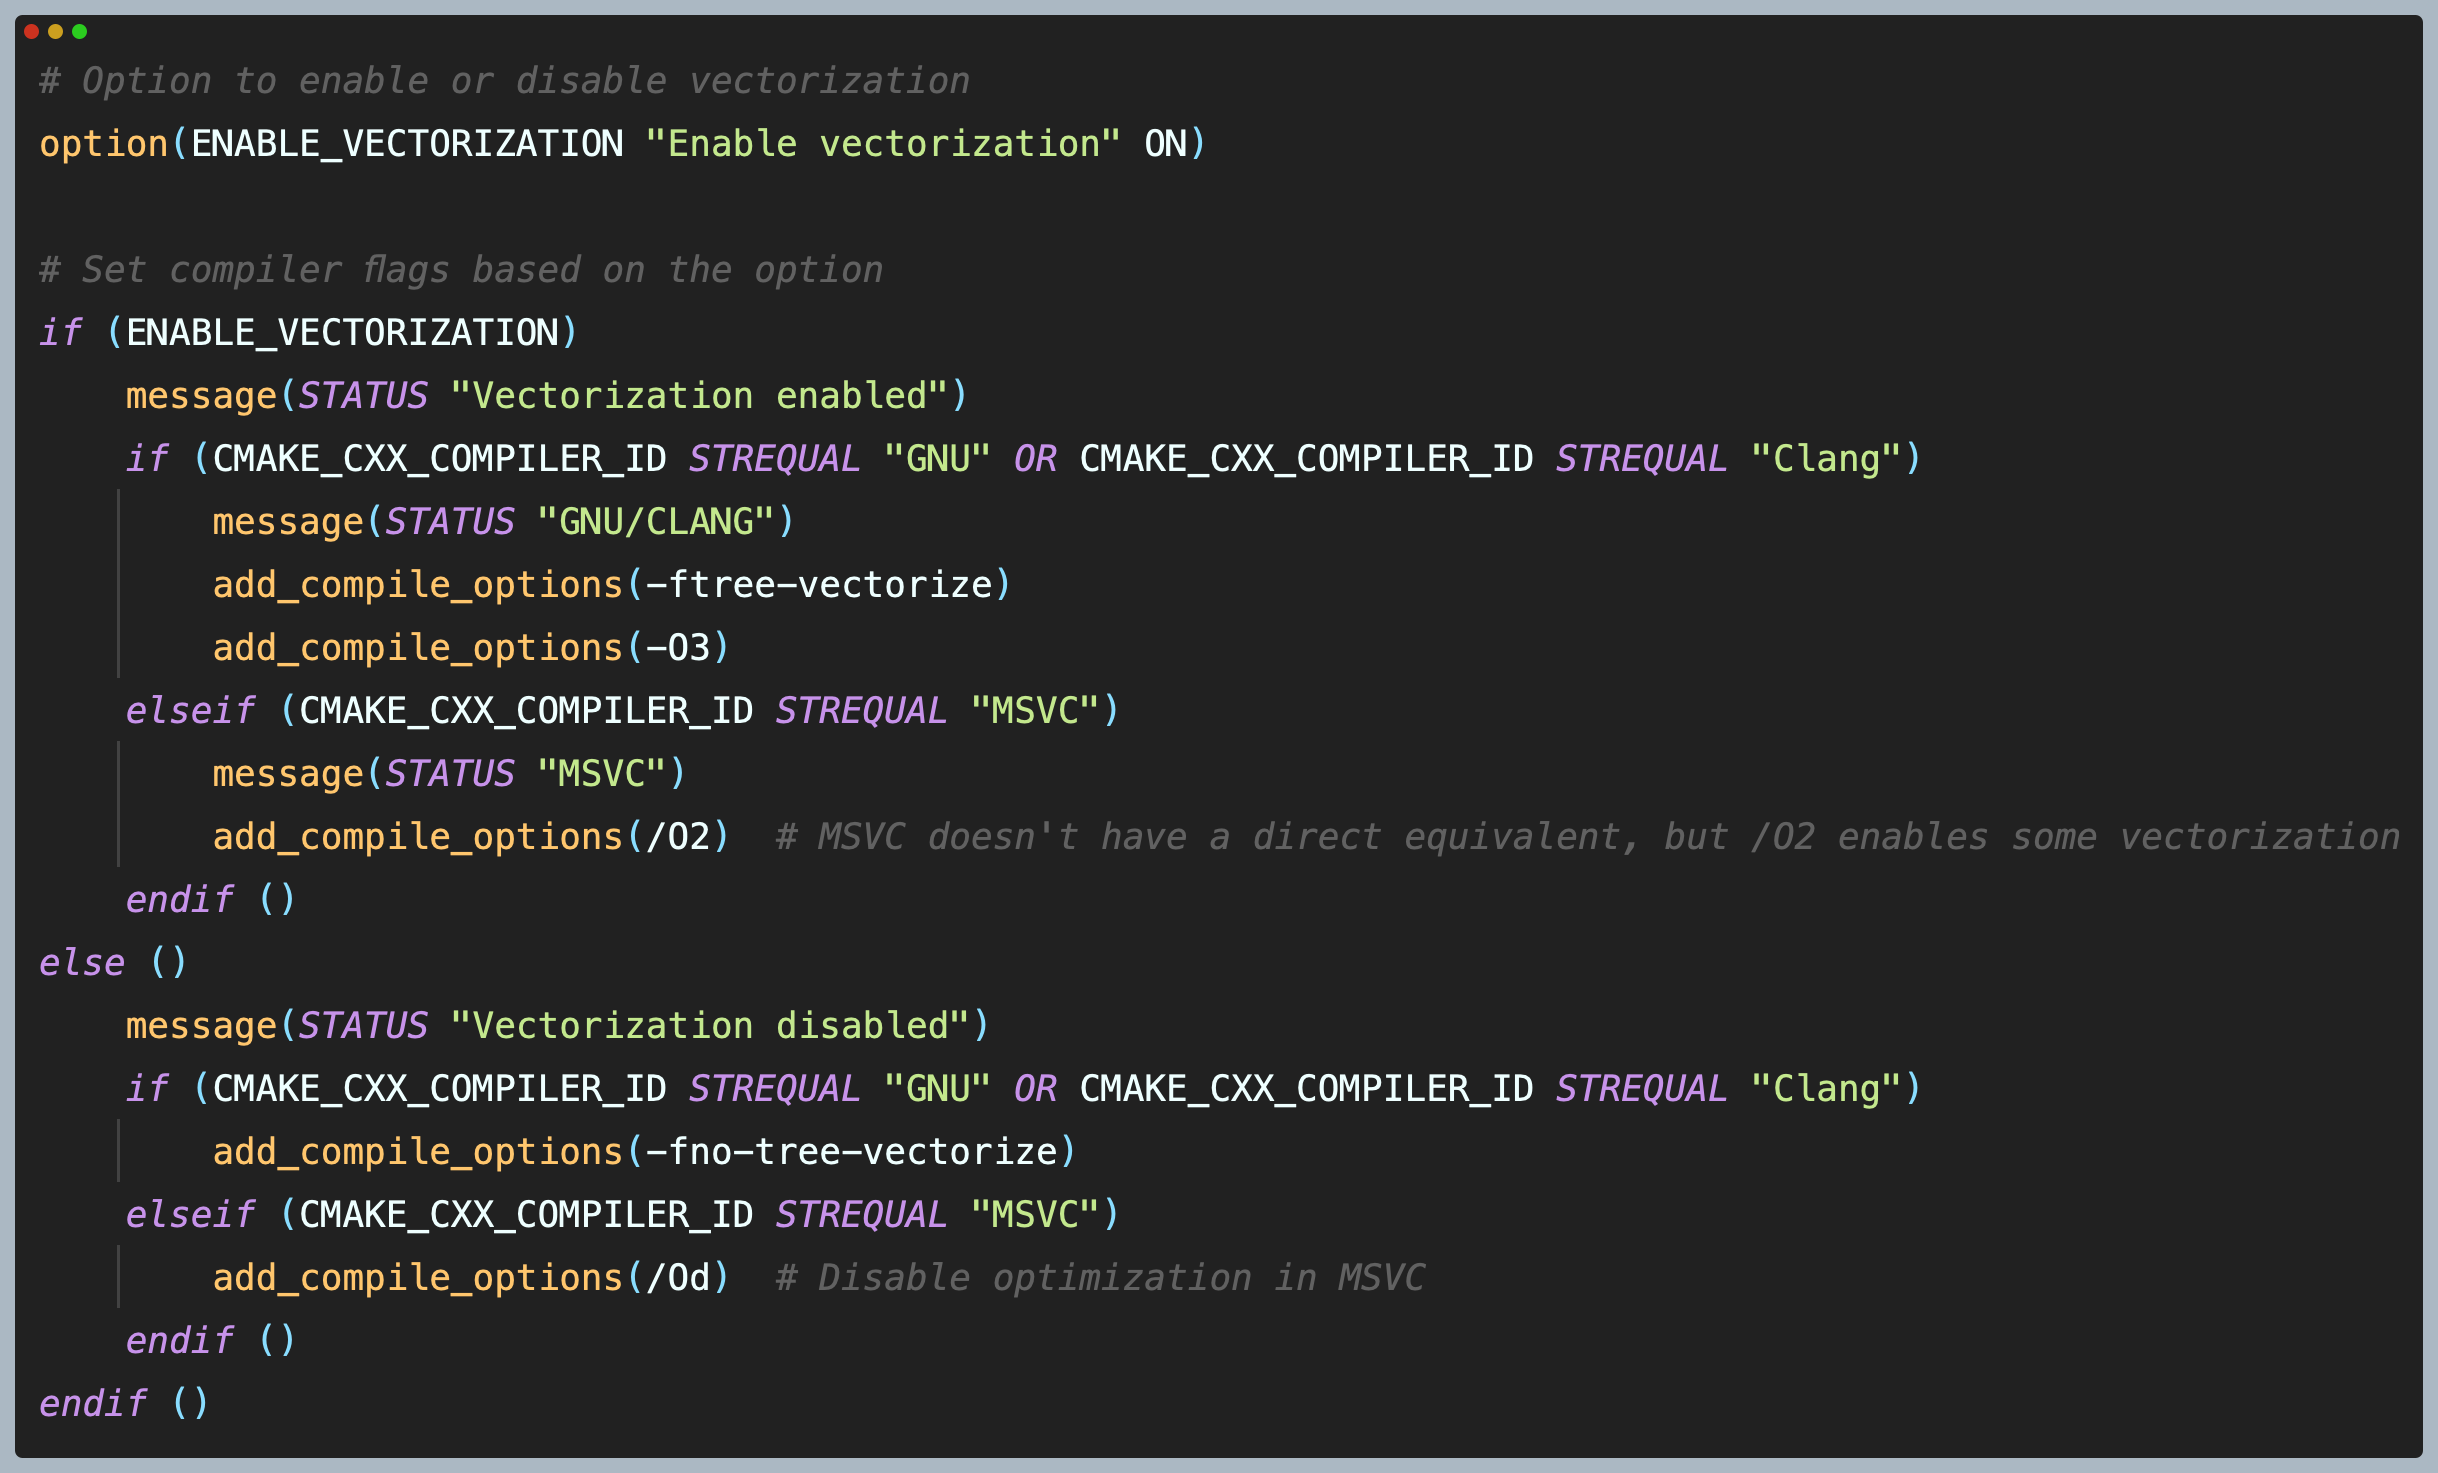 # Option to enable or disable vectorization
option(ENABLE_VECTORIZATION "Enable vectorization" ON)

# Set compiler flags based on the option
if (ENABLE_VECTORIZATION)
    message(STATUS "Vectorization enabled")
    if (CMAKE_CXX_COMPILER_ID STREQUAL "GNU" OR CMAKE_CXX_COMPILER_ID STREQUAL "Clang")
        message(STATUS "GNU/CLANG")
        add_compile_options(-ftree-vectorize)
        add_compile_options(-O3)
    elseif (CMAKE_CXX_COMPILER_ID STREQUAL "MSVC")
        message(STATUS "MSVC")
        add_compile_options(/O2)  # MSVC doesn't have a direct equivalent, but /O2 enables some vectorization
    endif ()
else ()
    message(STATUS "Vectorization disabled")
    if (CMAKE_CXX_COMPILER_ID STREQUAL "GNU" OR CMAKE_CXX_COMPILER_ID STREQUAL "Clang")
        add_compile_options(-fno-tree-vectorize)
    elseif (CMAKE_CXX_COMPILER_ID STREQUAL "MSVC")
        add_compile_options(/Od)  # Disable optimization in MSVC
    endif ()
endif ()